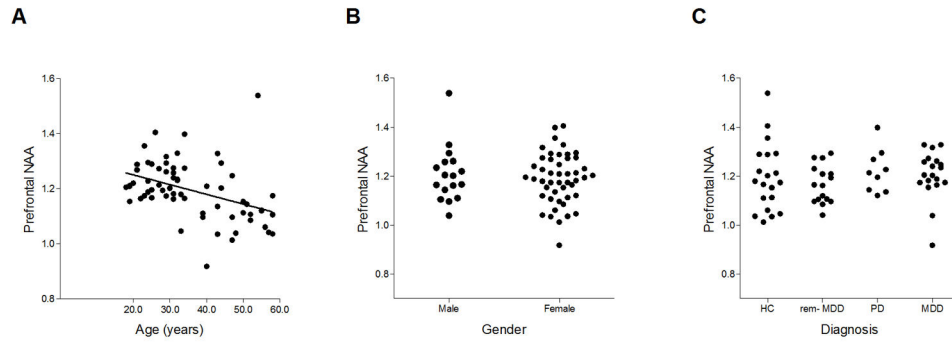 A
B
C
Prefrontal NAA
1.6
1.4
1.2
1.0
0.8
20.0 30.0 40.0 50.0 60.0
Age (years)
Prefrontal NAA
1.6
1.4
1.2
1.0
Male Female
Gender
Prefrontal NAA
1.6
1.4
1.2
1.0
0.8
HC rem- MDD PD MDD
Diagnosis